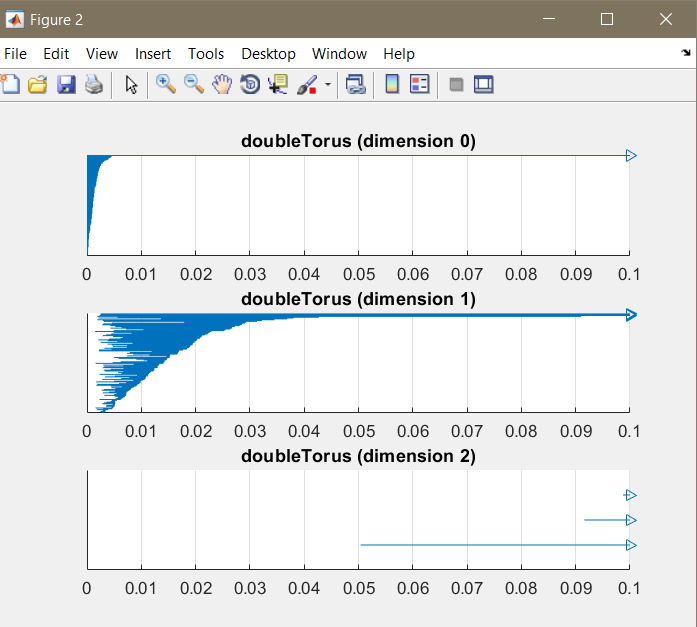 Figure 2
File Edit View Insert Tools Desktop Window Help
doubleTorus (dimension 0)
0 0.01 0.02 0.03 0.04 0.05 0.06 0.07 0.08 0.09 0.1
doubleTorus (dimension 1)
0 0.01 0.02 0.03 0.04 0.05 0.06 0.07 0.08 0.09 0.1
doubleTorus (dimension 2)
0 0.01 0.02 0.03 0.04 0.05 0.06 0.07 0.08 0.09 0.1